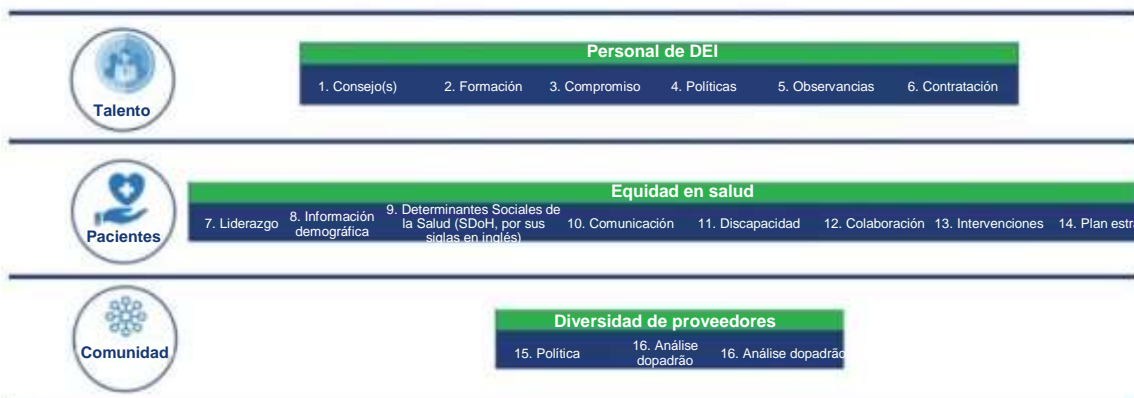 Talento
Personal de DEI
1. Consejo(s) 2. Formación 3. Compromiso 4. Políticas 5. Observancias 6. Contratación
Pacientes
Equidad en salud
7. Liderazgo
8. Información
demográfica
9. Determinantes Sociales de
la Salud (SDoH, por sus
siglas en inglés)
10. Comunicación 11. Discapacidad 12. Colaboración 13. Intervenciones 14. Plan
Comunidad
Diversidad de proveedores
15. Política
16. Análise
dopadrão
16. Análise dopadrão